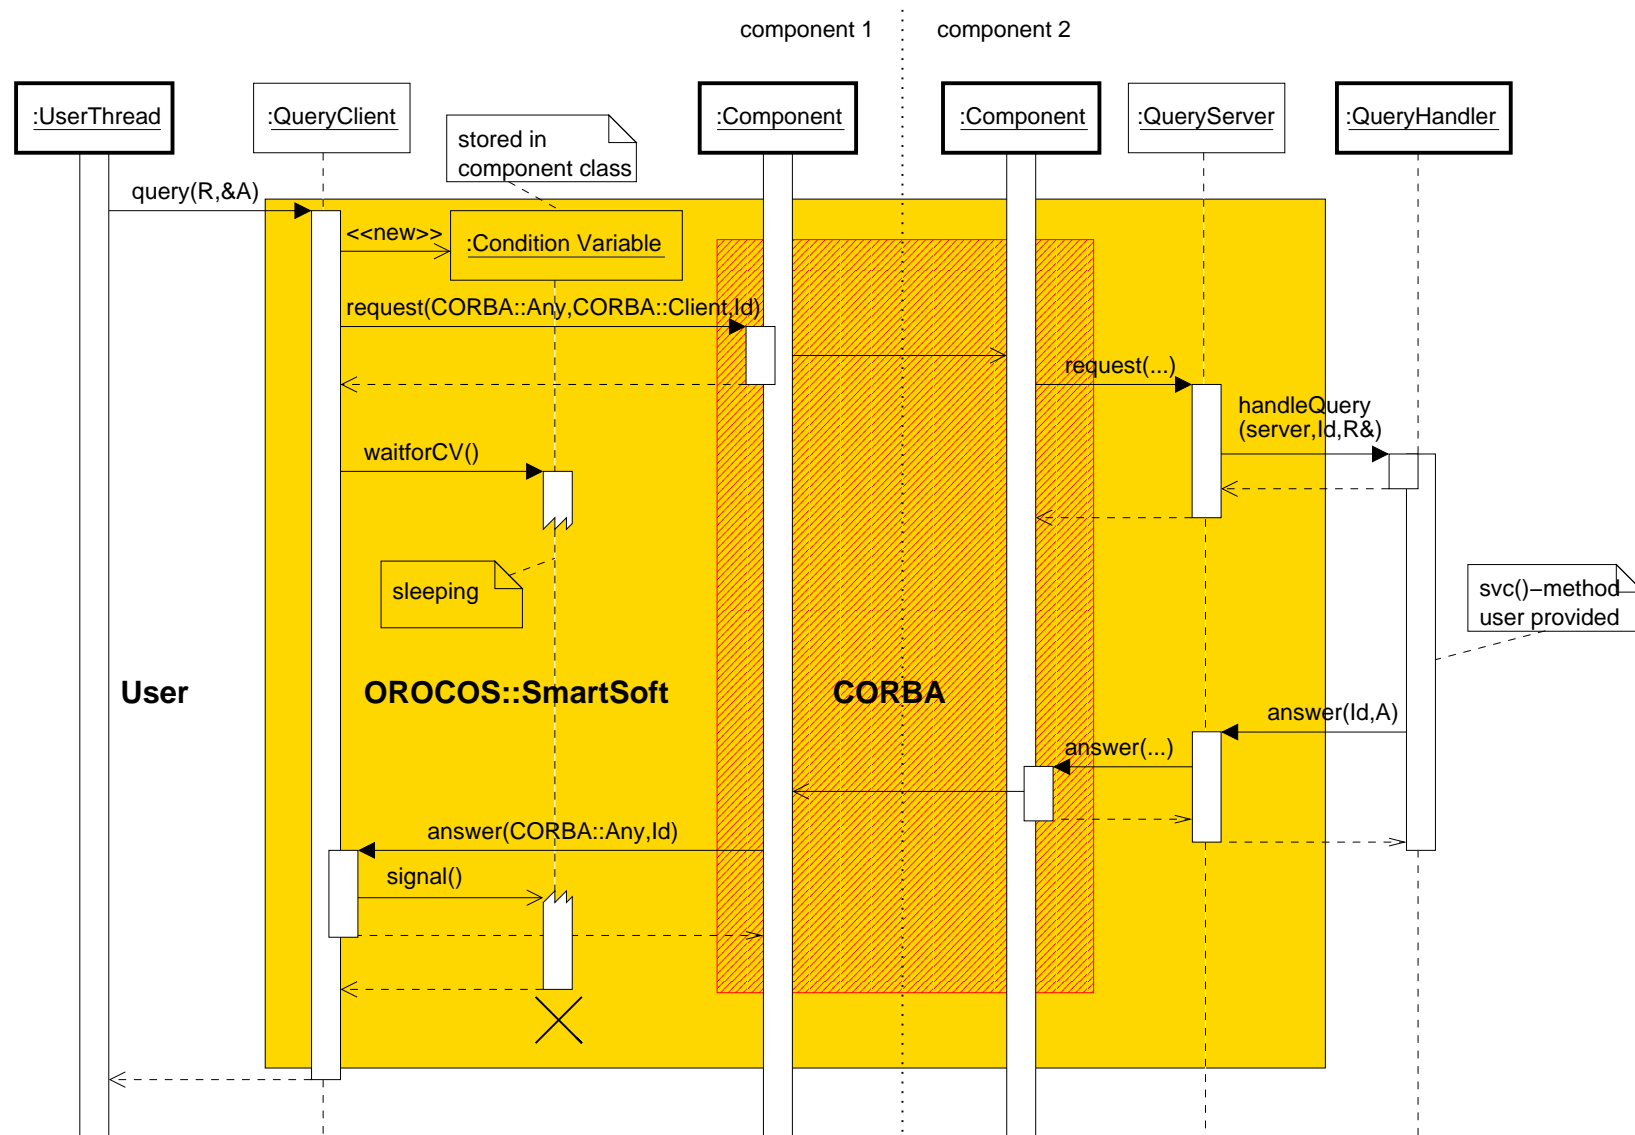 component 1
component 2
:UserThread
:QueryClient
stored in
component class
:Component
:Component
:QueryServer
:QueryHandler
query(R,&A)
<<new>>
:Condition Variable
request(CORBA::Any,CORBA::Client,Id)
request(...)
handleQuery
(server,Id,R&)
waitforCV()
sleeping
svc()−method
user provided
User
OROCOS::SmartSoft
CORBA
answer(Id,A)
answer(...)
answer(CORBA::Any,Id)
signal()